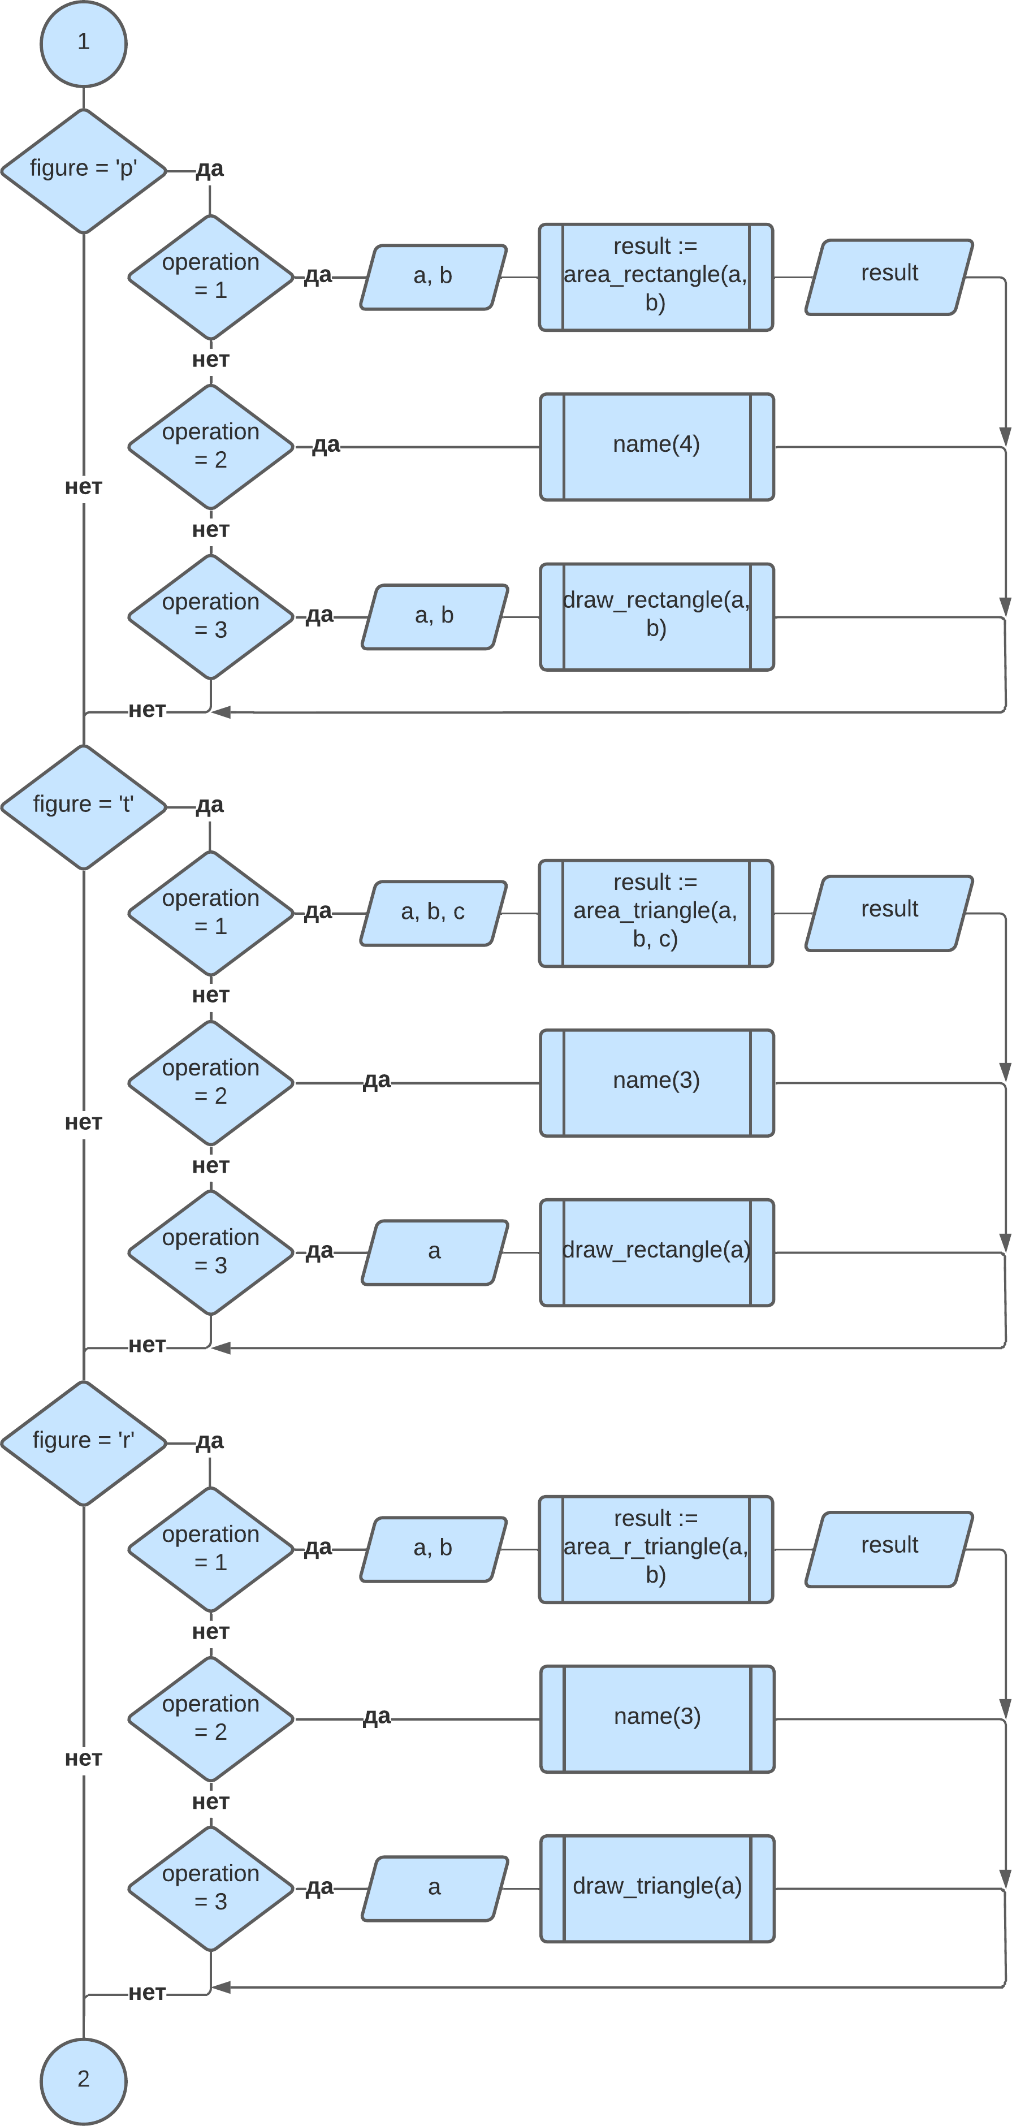 1
figure = 'p'
да
operation
= 1
да
a, b
result :=
area_rectangle(a,
b)
result
нет
operation
= 2
да
name(4)
нет
нет
operation
= 3
да
a, b
draw_rectangle(a,
b)
нет
figure = 't'
да
operation
= 1
да
a, b, c
result :=
area_triangle(a,
b, c)
result
нет
operation
= 2
да
name(3)
нет
нет
operation
= 3
да
a
draw_rectangle(a)
нет
figure = 'r'
да
operation
= 1
да
a, b
result :=
area_r_triangle(a,
b)
result
нет
operation
= 2
да
name(3)
нет
нет
operation
= 3
да
a
draw_triangle(a)
нет
2